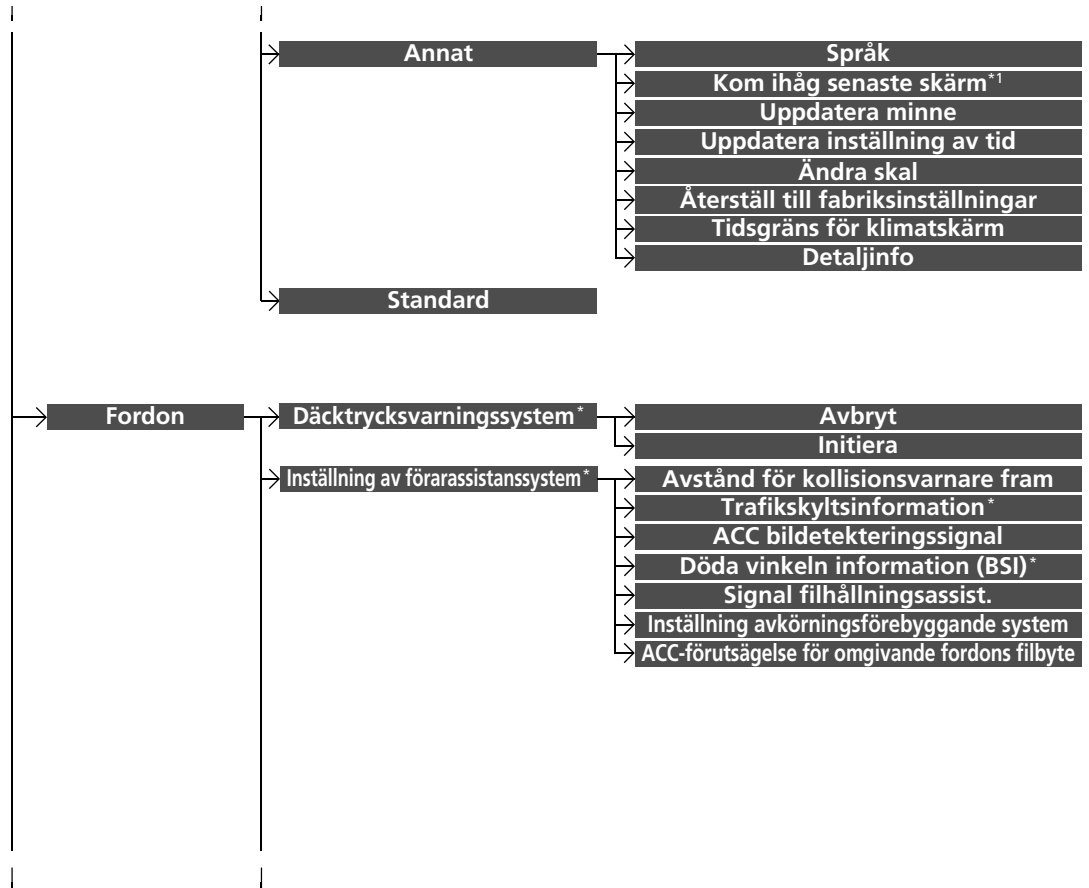 Annat
Språk
Kom ihåg senaste skärm*1
Uppdatera minne
Uppdatera inställning av tid
Ändra skal
Återställ till fabriksinställningar
Tidsgräns för klimatskärm
Detaljinfo
Standard
Fordon
Däcktrycksvarningssystem*
Avbryt
Initiera
Inställning av förarassistanssystem*
Avstånd för kollisionsvarnare fram
Trafikskyltsinformation*
ACC bildetekteringssignal
Döda vinkeln information (BSI)*
Signal filhållningsassist.
Inställning avkörningsförebyggande system
ACC-förutsägelse för omgivande fordons filbyte